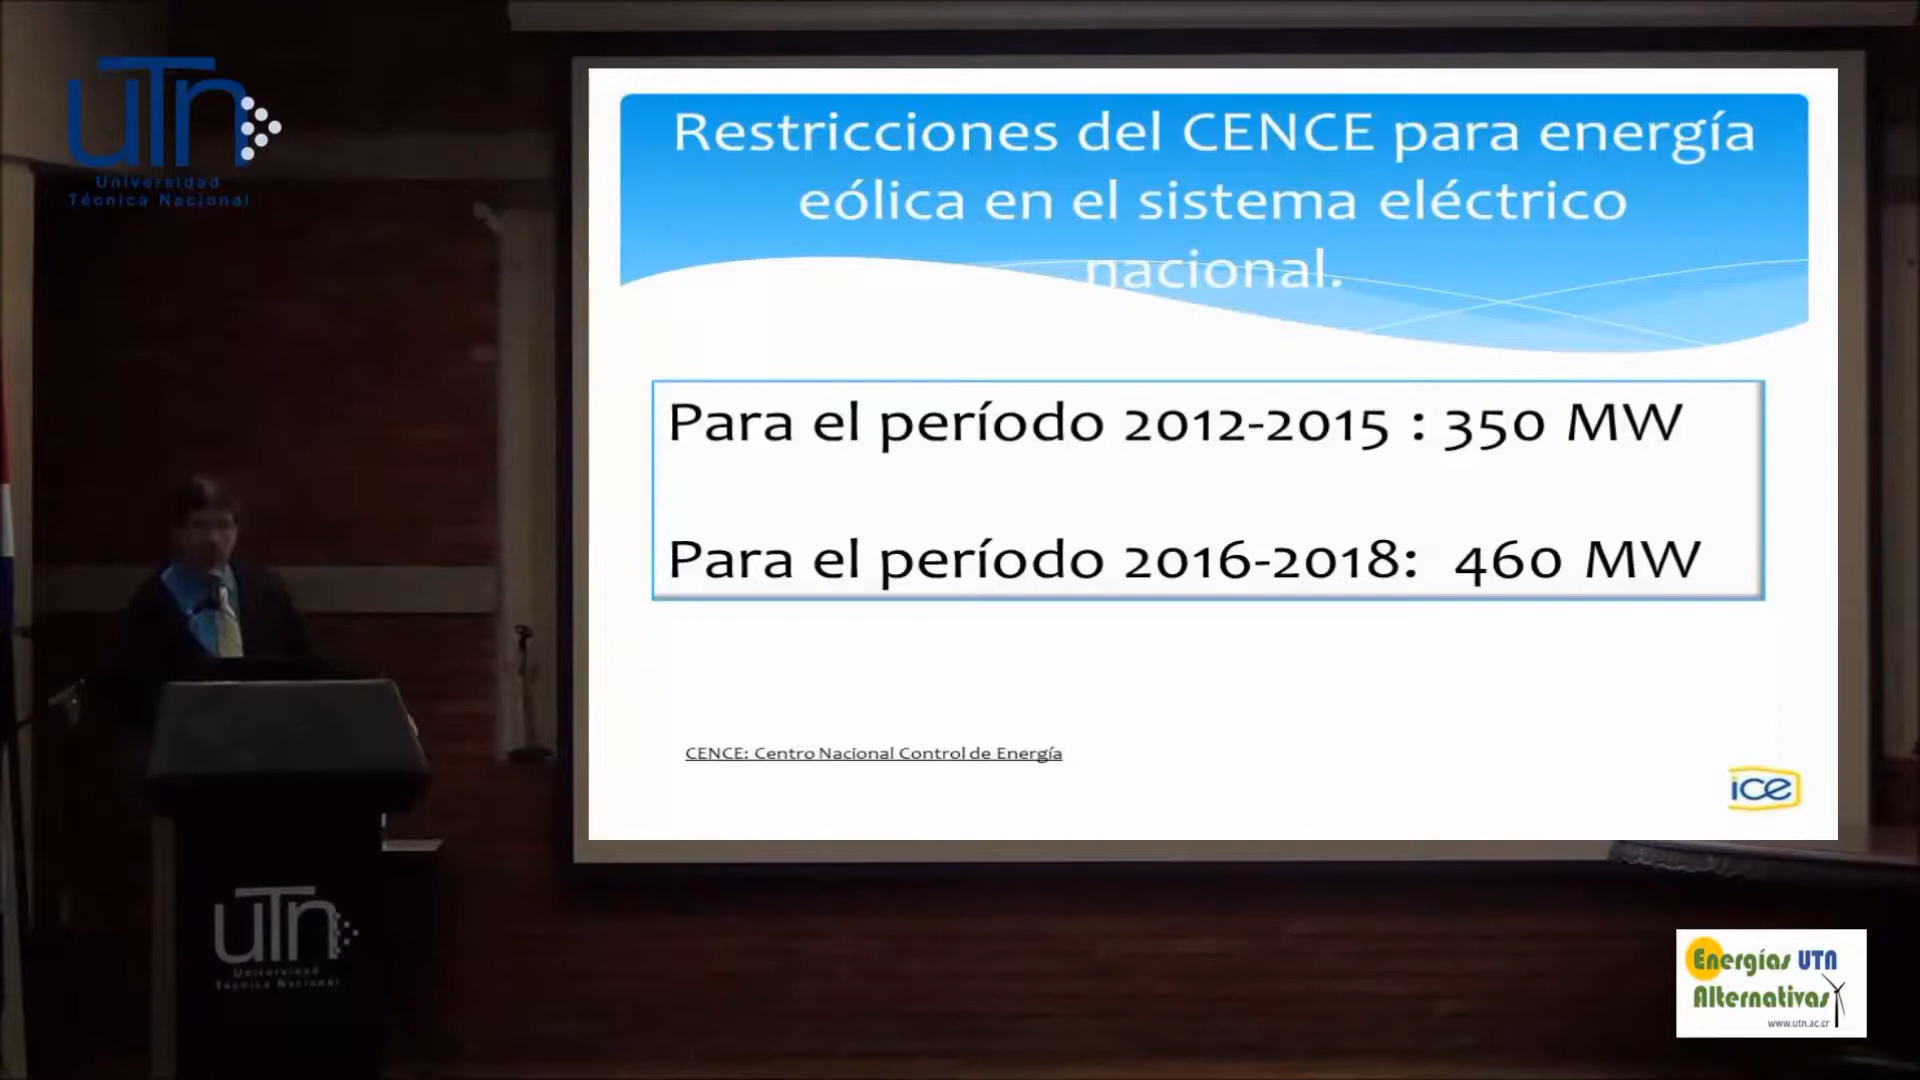 uTn
Universidad
Técnica Nacional
Restricciones del CENCE para energía
eólica en el sistema eléctrico
nacional.
Para el período 2012-2015 : 350 MW
Para el período 2016-2018: 460 MW
CENCE: Centro Nacional Control de Energía
ice
uTn
Universidad
Técnica Nacional
Energías UTN
Alternativas
www.utn.ac.cr